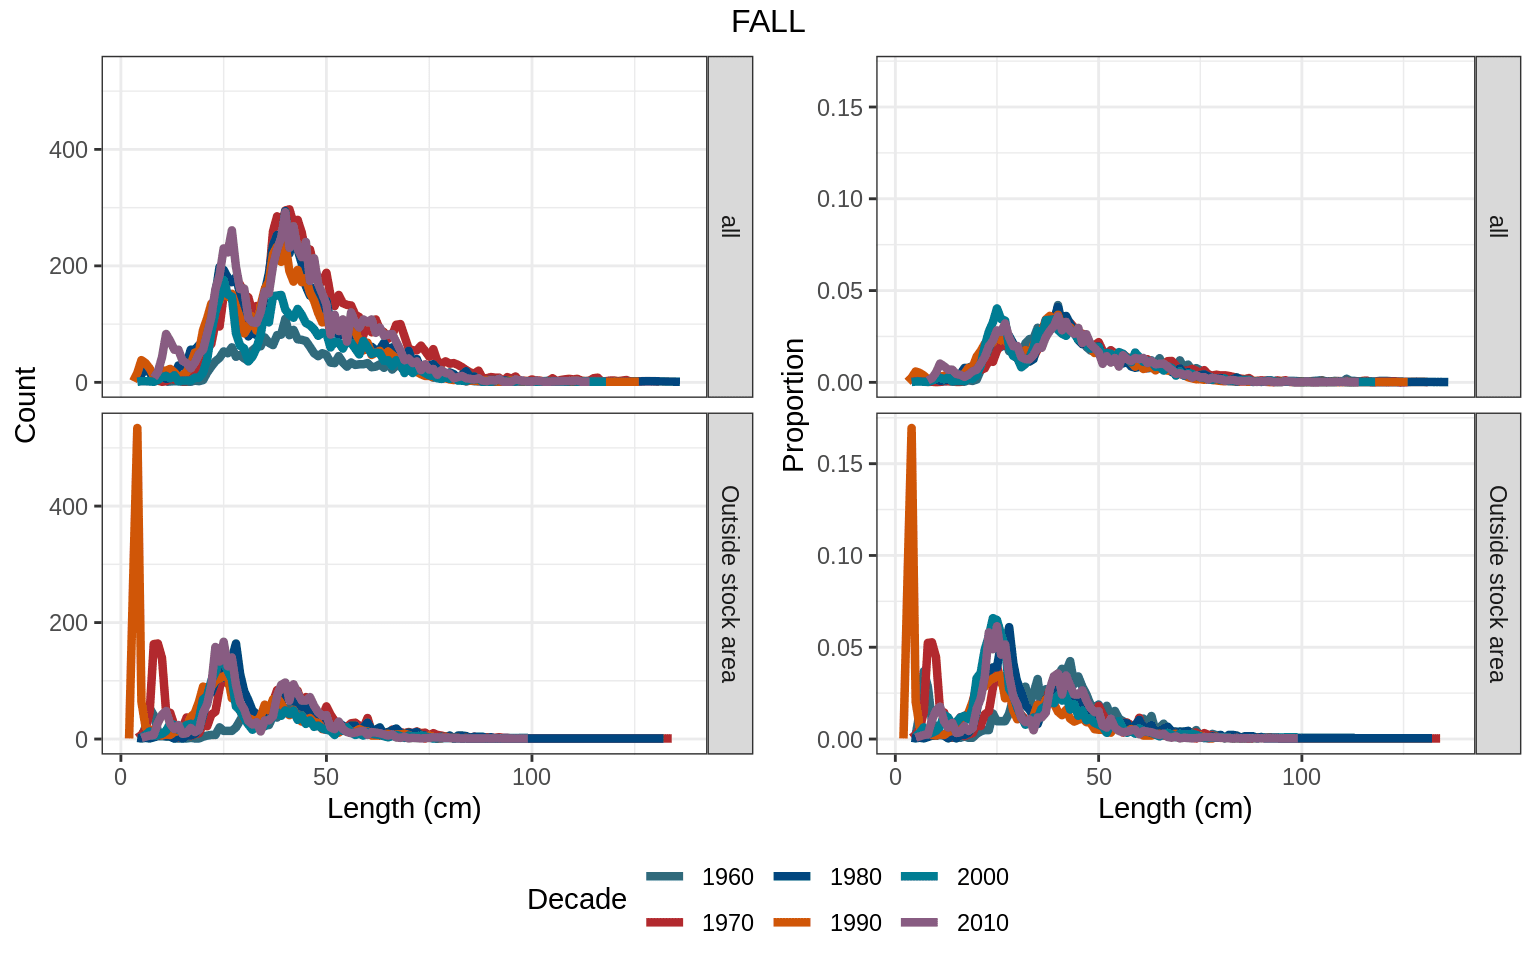 FALL
Count
400
200
0
all
400
200
0
Outside stock area
0 50 100
Length (cm)
Proportion
0.15
0.10
0.05
0.00
all
0.15
0.10
0.05
0.00
Outside stock area
0 50 100
Length (cm)
Decade
1960 1980 2000
1970 1990 2010